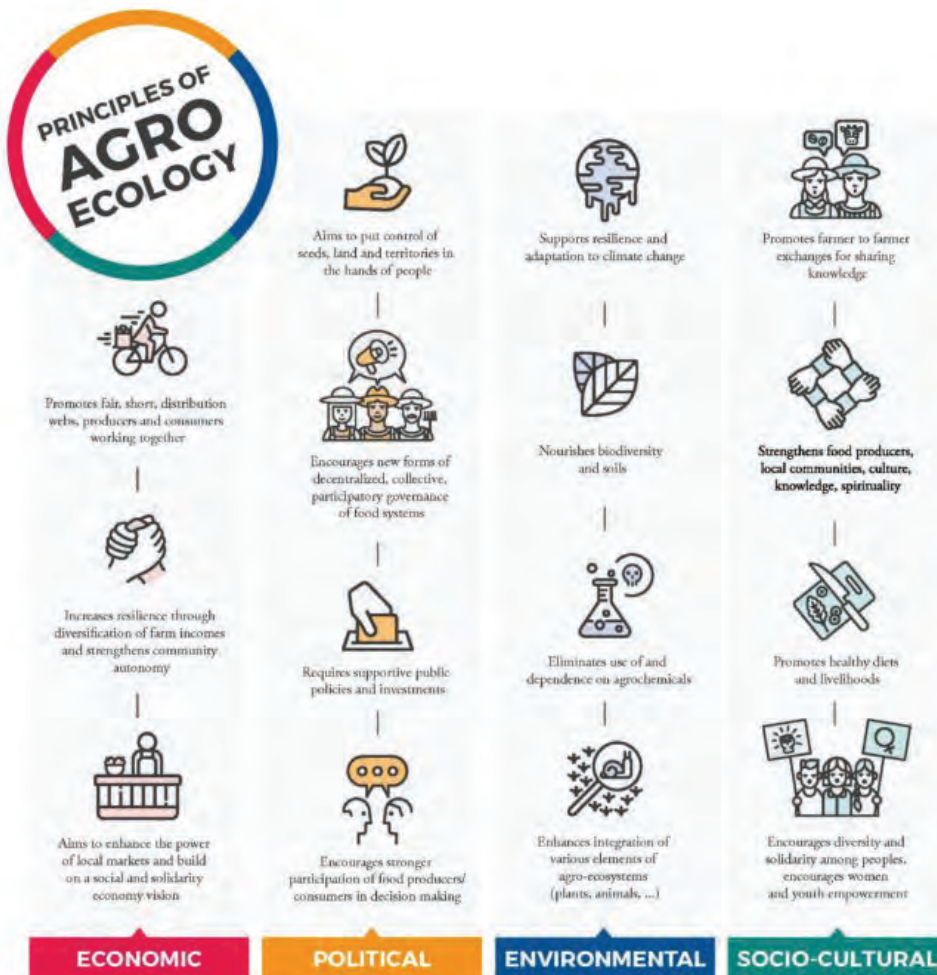 PRINCIPLES OF
AGRO
ECOLOGY
Promotes fair, short, distribution
webs, producers and consumers
working together
Increases resilience through
diversification of farm incomes
and strengthens community
autonomy
Aims to enhance the power
of local markets and build
on a social and solidarity
economy vision
ECONOMIC
Aims to put control of
seeds, land and territories in
the hands of people
Encourages new forms of
decentralized, collective,
participatory governance
of food systems
Requires supportive public
policies and investments
Encourages stronger
participation of food producers/
consumers in decision making
POLITICAL
Supports resilience and
adaptation to climate change
Nourishes biodiversity
and soils
Eliminates use of and
dependence on agrochemicals
Enhances integration of
various elements of
agro-ecosystems
(plants, animals, ...)
ENVIRONMENTAL
Promotes farmer to farmer
exchanges for sharing
knowledge
Strengthens food producers,
local communities, culture,
knowledge, spirituality
Promotes healthy diets
and livelihoods
Encourages diversity and
solidarity among peoples,
encourages women
and youth empowerment
SOCIO-CULTURAL